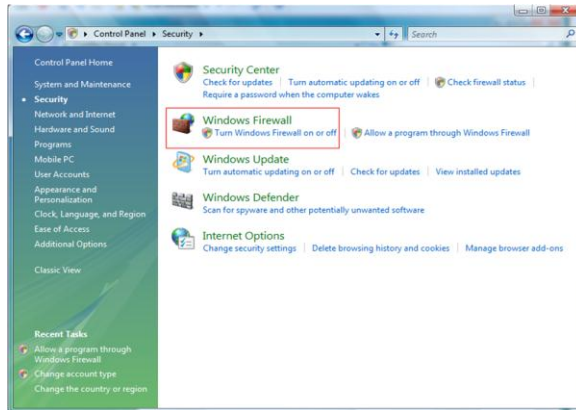 Control Panel ▸ Security ▸
Search
Control Panel Home
System and Maintenance
Security
Network and Internet
Hardware and Sound
Programs
Mobile PC
User Accounts
Appearance and
Personalization
Clock, Language, and Region
Ease of Access
Additional Options
Classic View
Recent Tasks
Allow a program through
Windows Firewall
Change account type
Change the country or region
Security Center
Check for updates | Turn automatic updating on or off | Check firewall status |
Require a password when the computer wakes
Windows Firewall
Turn Windows Firewall on or off | Allow a program through Windows Firewall
Windows Update
Turn automatic updating on or off | Check for updates | View installed updates
Windows Defender
Scan for spyware and other potentially unwanted software
Internet Options
Change security settings | Delete browsing history and cookies | Manage browser add-ons